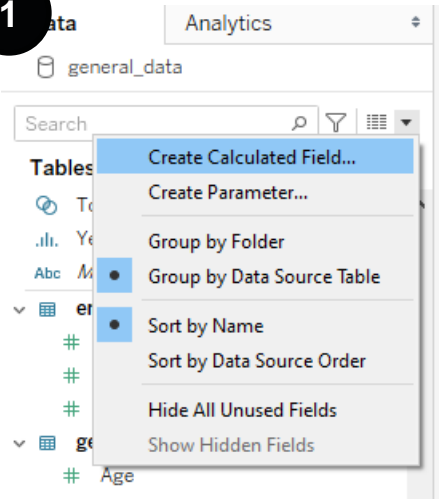 1
ata
Analytics
general_data
Search
Create Calculated Field...
Tables
Create Parameter...
To
Ye
Group by Folder
Abc M
Group by Data Source Table
er
Sort by Name
Sort by Data Source Order
Hide All Unused Fields
ge
Show Hidden Fields
Age